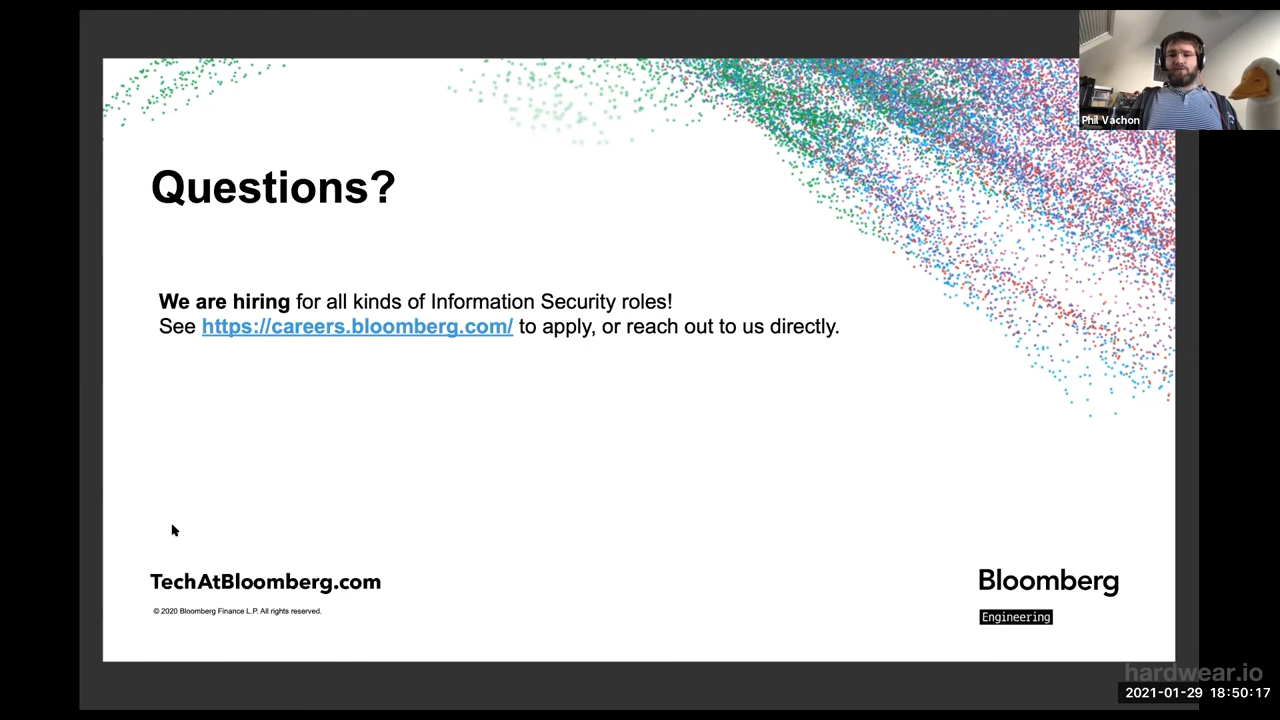 Phil Vachon
Questions?
We are hiring for all kinds of Information Security roles!
See https://careers.bloomberg.com/ to apply, or reach out to us directly.
TechAtBloomberg.com
© 2020 Bloomberg Finance L.P. All rights reserved.
Bloomberg
Engineering
hardwear.io
2021-01-29 18:50:17